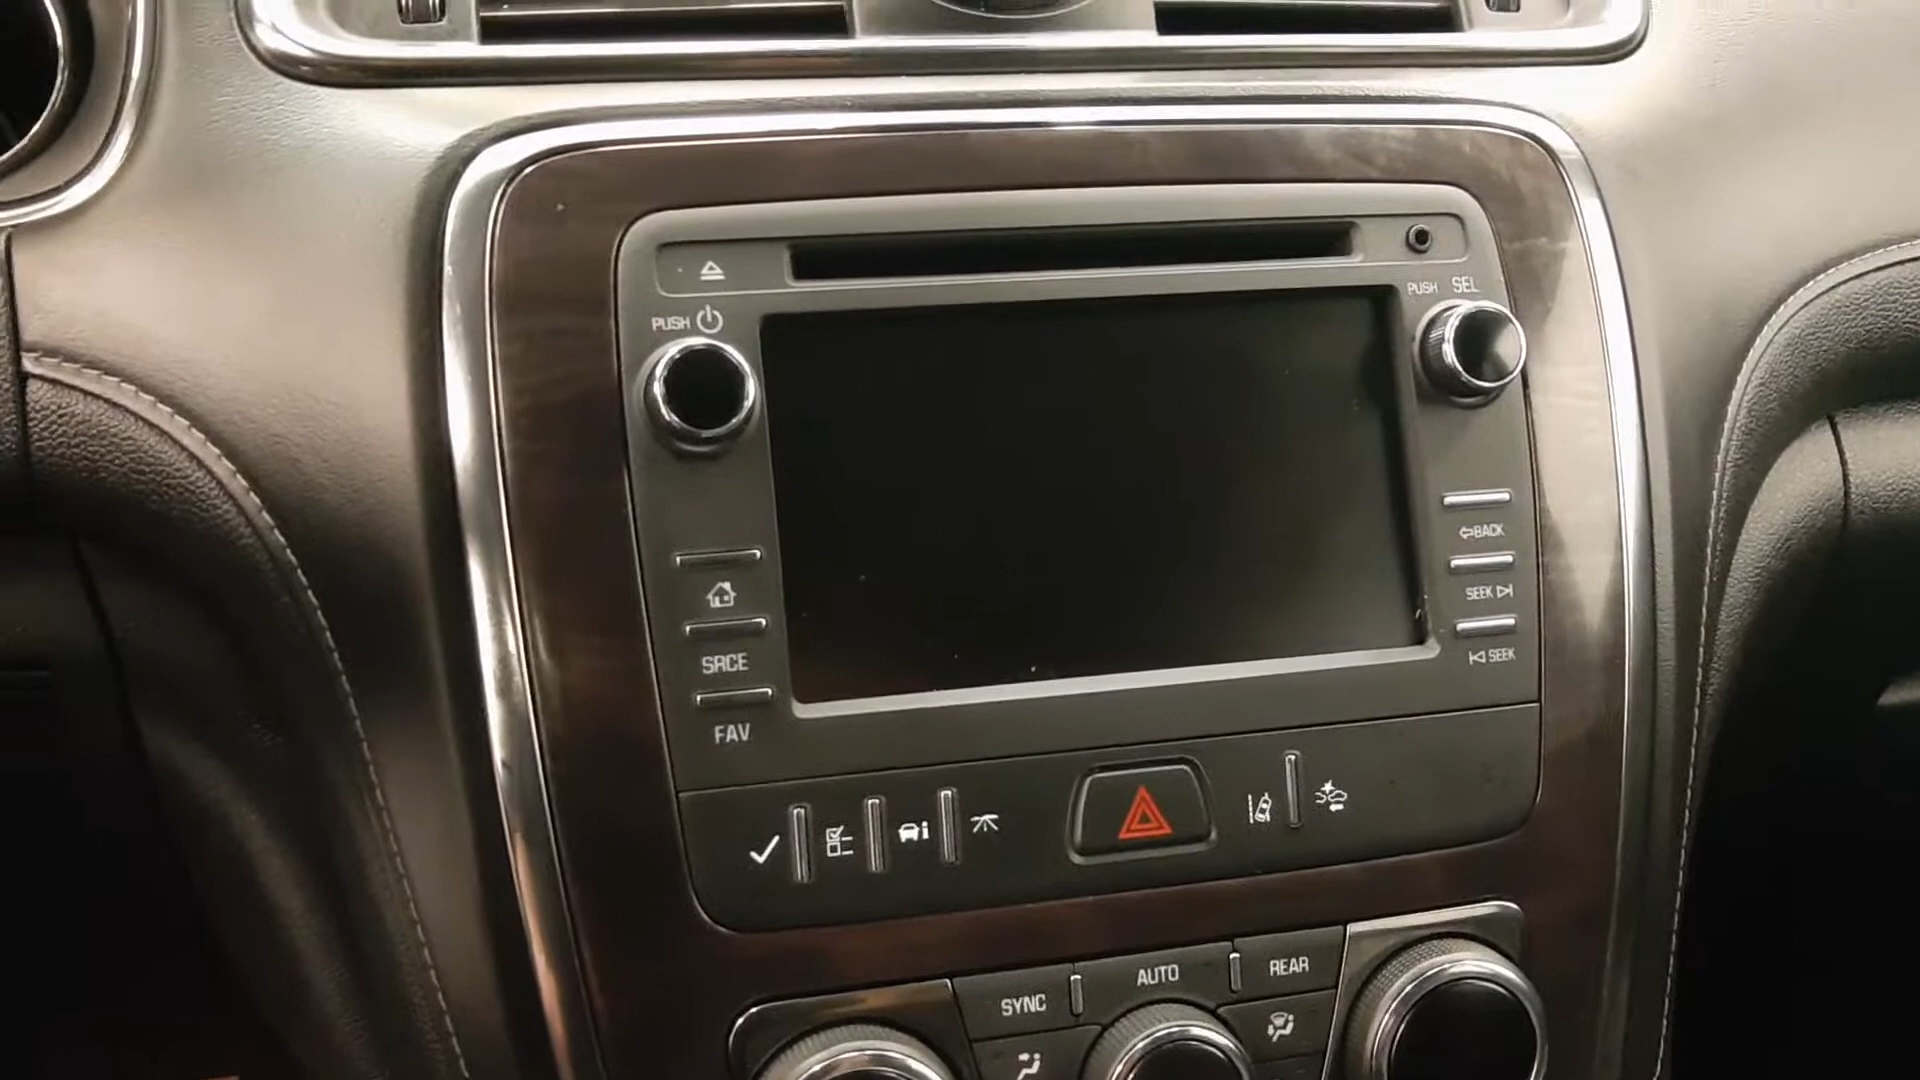 PUSH
PUSH SEL
BACK
SEEK
SEEK
SRCE
FAV
i
SYNC
AUTO
REAR